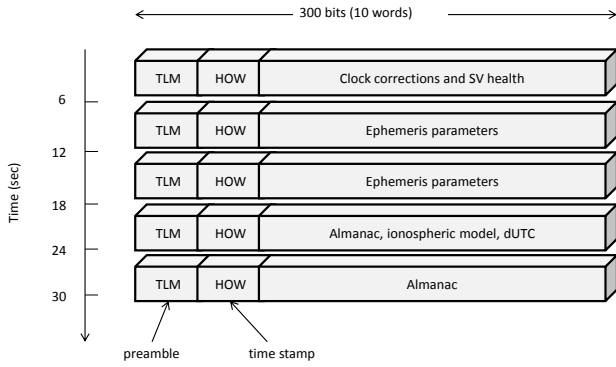 300 bits (10 words)
TLM HOW Clock corrections and SV health
6
TLM HOW Ephemeris parameters
12
TLM HOW Ephemeris parameters
18
TLM HOW Almanac, ionospheric model, dUTC
24
TLM HOW Almanac
30
Time (sec)
preamble time stamp